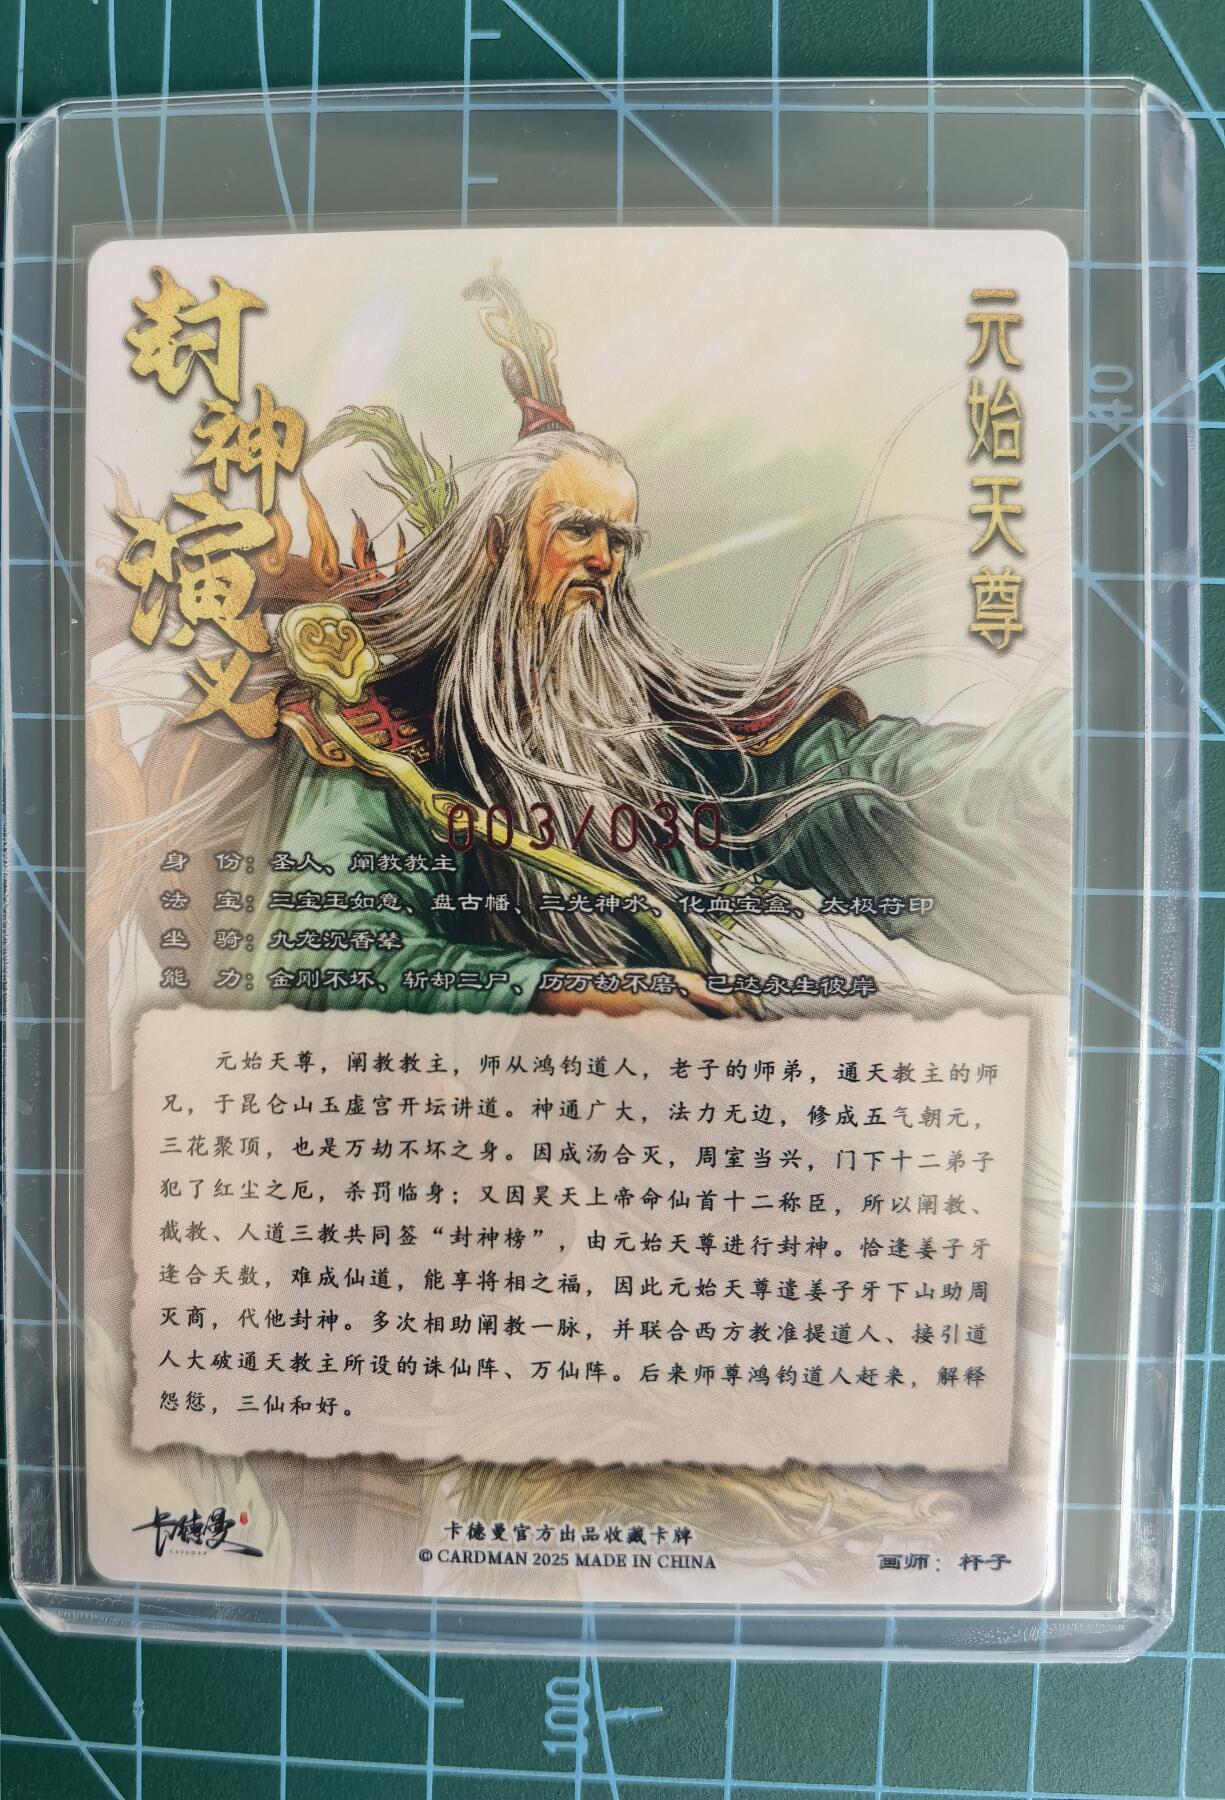 封神演义
元始天尊
003/030
身　份：圣人、阐教教主
法　宝：三宝玉如意、盘古幡、三光神水、化血宝盒、太极符印
坐　骑：九龙沉香辇
能　力：金刚不坏、斩却三尸、历万劫不磨、已达永生彼岸
元始天尊，阐教教主，师从鸿钧道人，老子的师弟，通天教主的师
兄，于昆仑山玉虚宫开坛讲道。神通广大，法力无边，修成五气朝元，
三花聚顶，也是万劫不坏之身。因成汤合灭，周室当兴，门下十二弟子
犯了红尘之厄，杀罚临身；又因昊天上帝命仙首十二称臣，所以阐教、
截教、人道三教共同签“封神榜”，由元始天尊进行封神。恰逢姜子牙
逢合天数，难成仙道，能享将相之福，因此元始天尊遣姜子牙下山助周
灭商，代他封神。多次相助阐教一脉，并联合西方教准提道人、接引道
人大破通天教主所设的诛仙阵、万仙阵。后来师尊鸿钧道人赶来，解释
怨愆，三仙和好。
卡德曼
CARDMAN
卡德曼官方出品收藏卡牌
© CARDMAN 2025 MADE IN CHINA
画师：杯子
40
100